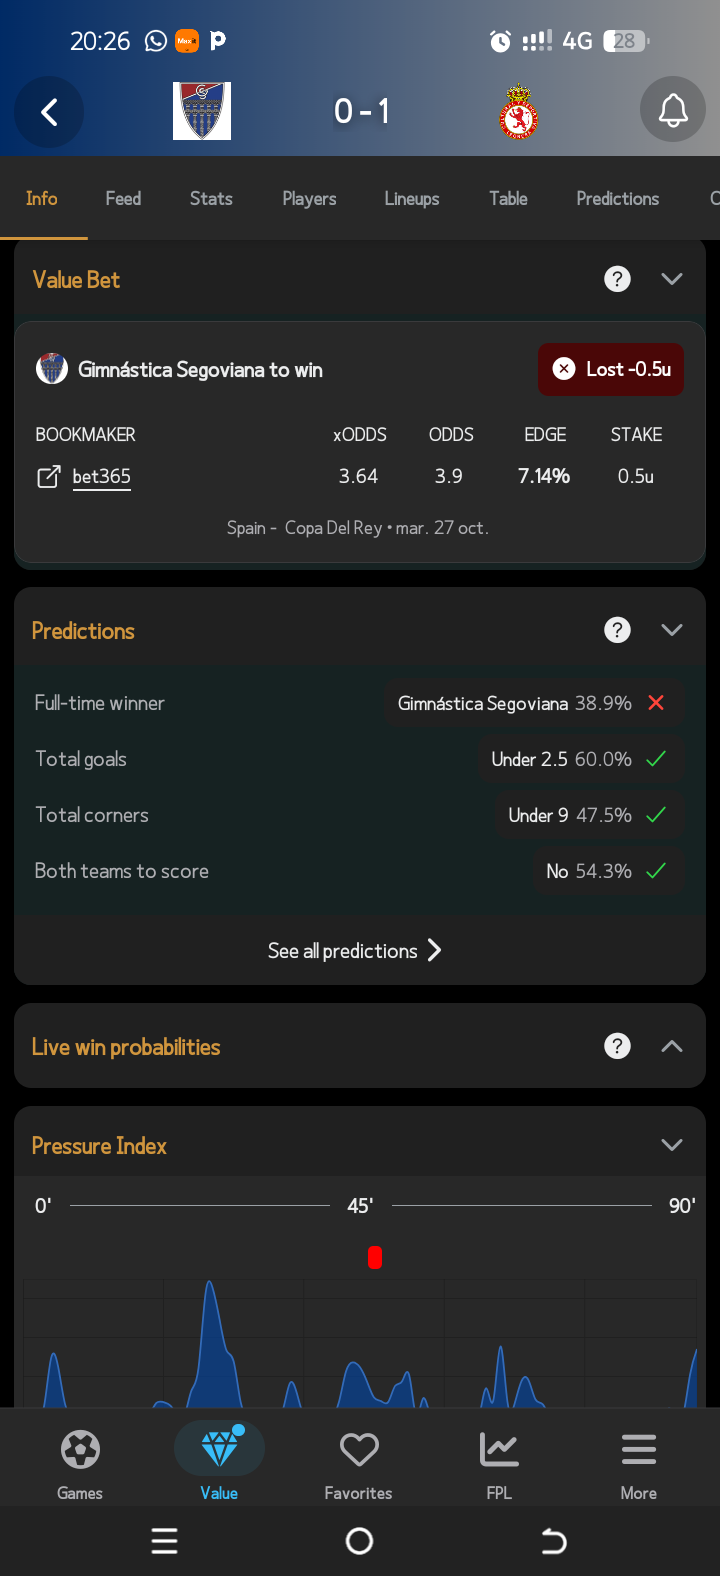 20:26 4G 28
0 - 1
Info Feed Stats Players Lineups Table Predictions
Value Bet ?
Gimnástica Segoviana to win Lost -0.5u
BOOKMAKER xODDS ODDS EDGE STAKE
bet365 3.64 3.9 7.14% 0.5u
Spain - Copa Del Rey • mar. 27 oct.
Predictions ?
Full-time winner Gimnástica Segoviana 38.9%
Total goals Under 2.5 60.0%
Total corners Under 9 47.5%
Both teams to score No 54.3%
See all predictions
Live win probabilities ?
Pressure Index
0' 45' 90'
Games Value Favorites FPL More